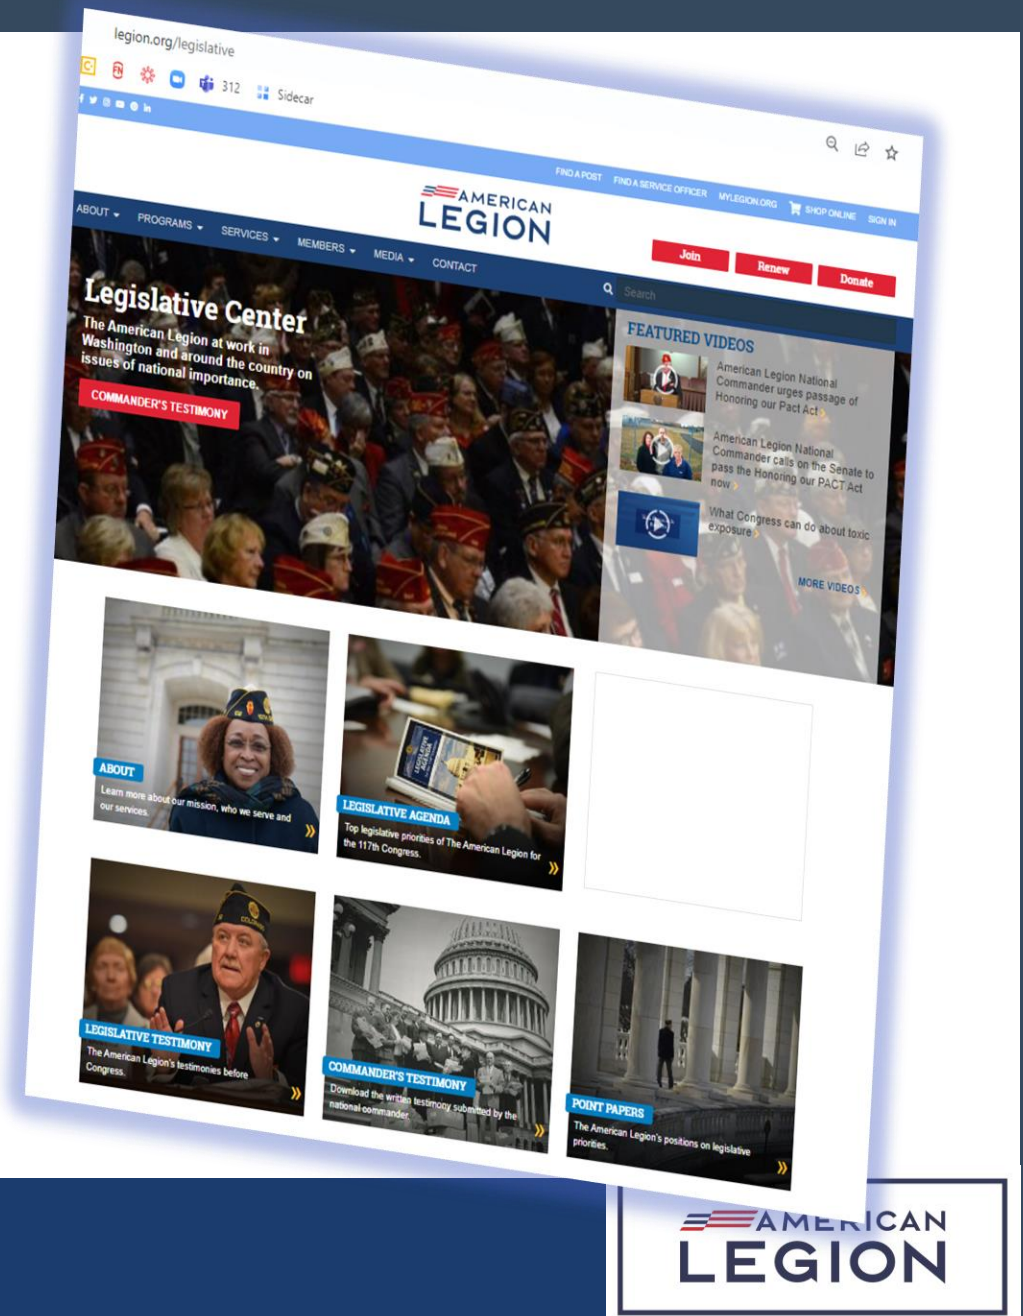 legion.org/legislative
312 Sidecar
FIND A POST FIND A SERVICE OFFICER MYLEGION.ORG SHOP ONLINE SIGN IN
AMERICAN
LEGION
Join Renew Donate
ABOUT PROGRAMS SERVICES MEMBERS MEDIA CONTACT
Search
Legislative Center
The American Legion at work in
Washington and around the country on
issues of national importance.
COMMANDER'S TESTIMONY
FEATURED VIDEOS
American Legion National
Commander urges passage of
Honoring our Pact Act
American Legion National
Commander calls on the Senate to
pass the Honoring our PACT Act
now
What Congress can do about toxic
exposure
MORE VIDEOS
ABOUT
Learn more about our mission, who we serve and
our services.
LEGISLATIVE
AGENDA
LEGISLATIVE AGENDA
Top legislative priorities of The American Legion for
the 117th Congress.
LEGISLATIVE TESTIMONY
The American Legion's testimonies before
Congress.
COMMANDER'S TESTIMONY
Download the written testimony submitted by the
national commander.
POINT PAPERS
The American Legion's positions on legislative
priorities.
AMERICAN
LEGION